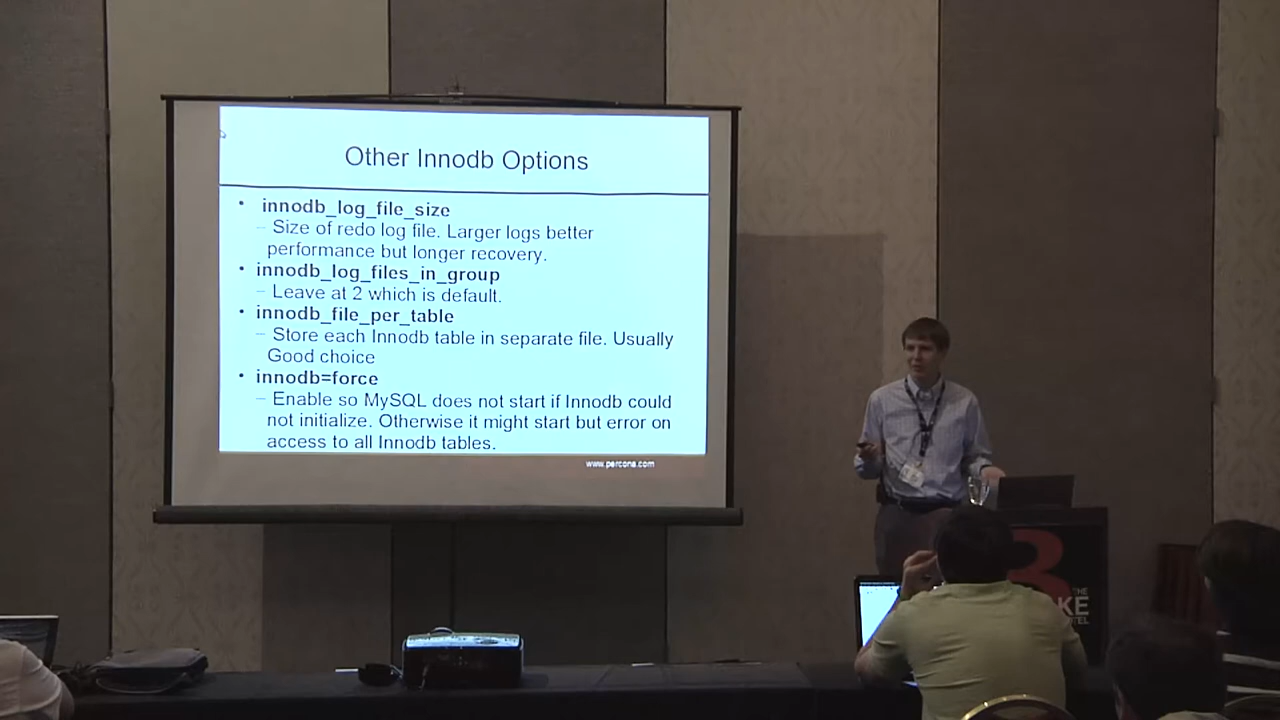 Other Innodb Options
• innodb_log_file_size
– Size of redo log file. Larger logs better
performance but longer recovery.
• innodb_log_files_in_group
– Leave at 2 which is default.
• innodb_file_per_table
– Store each Innodb table in separate file. Usually
Good choice
• innodb=force
– Enable so MySQL does not start if Innodb could
not initialize. Otherwise it might start but error on
access to all Innodb tables.
www.percona.com
THE